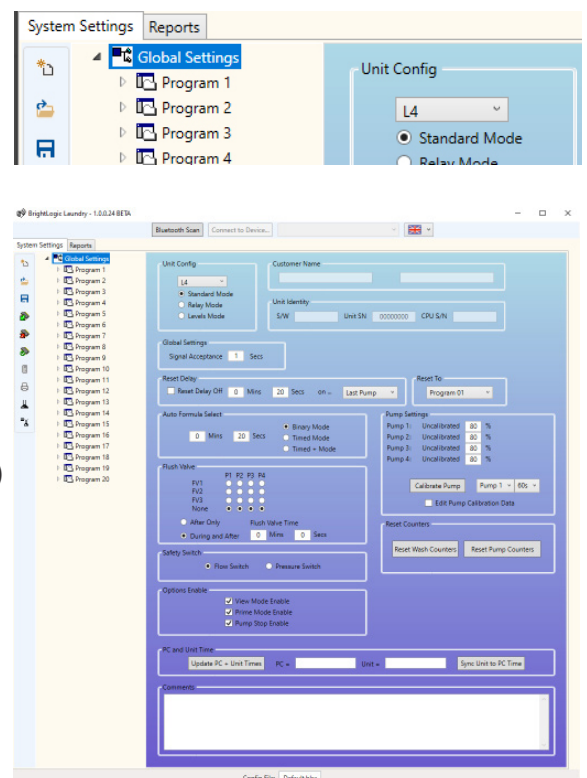 System Settings Reports
Global Settings
Program 1
Program 2
Program 3
Program 4
Unit Config
L4
Standard Mode
Relay Mode
BrightLogic Laundry - 1.0.0.24 BETA
Bluetooth Scan Connect to Device...
System Settings Reports
Global Settings
Program 1
Program 2
Program 3
Program 4
Program 5
Program 6
Program 7
Program 8
Program 9
Program 10
Program 11
Program 12
Program 13
Program 14
Program 15
Program 16
Program 17
Program 18
Program 19
Program 20
Unit Config
L4
Standard Mode
Relay Mode
Levels Mode
Customer Name
Unit Identity
S/W Unit SN 00000000 CPU S/N
Global Settings
Signal Acceptance 1 Secs
Reset Delay
Reset Delay Off 0 Mins 20 Secs on .. Last Pump
Reset To
Program 01
Auto Formula Select
0 Mins 20 Secs
Binary Mode
Timed Mode
Timed + Mode
Pump Settings
Pump 1: Uncalibrated 80 %
Pump 2: Uncalibrated 80 %
Pump 3: Uncalibrated 80 %
Pump 4: Uncalibrated 80 %
Calibrate Pump Pump 1 60s
Edit Pump Calibration Data
Flush Valve
P1 P2 P3 P4
FV1
FV2
FV3
None
After Only Flush Valve Time
During and After 0 Mins 0 Secs
Reset Counters
Reset Wash Counters Reset Pump Counters
Safety Switch
Flow Switch Pressure Switch
Options Enable
View Mode Enable
Prime Mode Enable
Pump Stop Enable
PC and Unit Time
Update PC + Unit Times PC = Unit = Sync Unit to PC Time
Comments